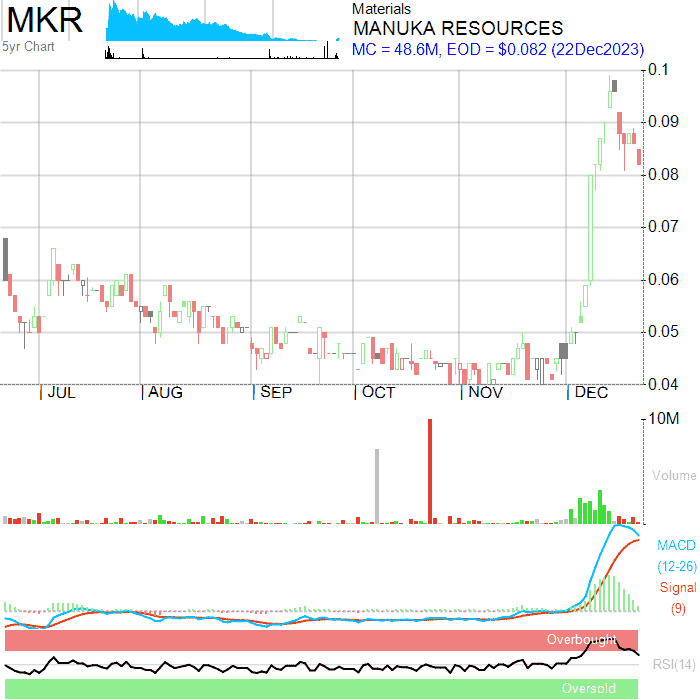 MKR
5yr Chart
Materials
MANUKA RESOURCES
MC = 48.6M, EOD = $0.082 (22Dec2023)
0.1
0.09
0.08
0.07
0.06
0.05
0.04
JUL AUG SEP OCT NOV DEC
10M
Volume
MACD
(12-26)
Signal
(9)
Overbought
RSI(14)
Oversold